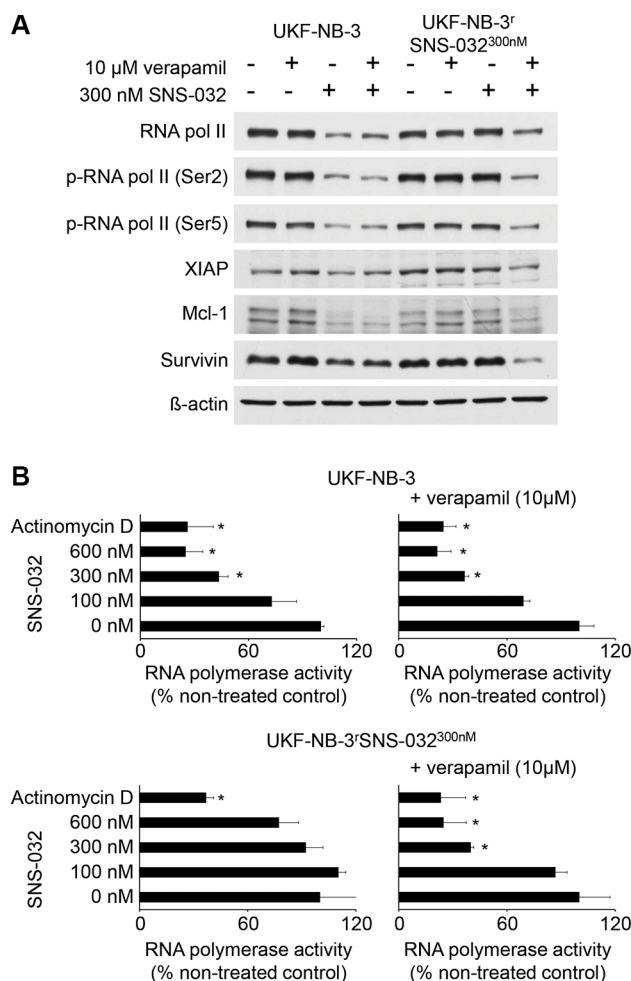 A
UKF-NB-3
UKF-NB-3ʳ
SNS-032³⁰⁰ⁿᴹ
10 µM verapamil - + - + - + - +
300 nM SNS-032 - - + + - - + +
RNA pol II
p-RNA pol II (Ser2)
p-RNA pol II (Ser5)
XIAP
Mcl-1
Survivin
ß-actin
B
UKF-NB-3
+ verapamil (10µM)
SNS-032
Actinomycin D * *
600 nM * *
300 nM * *
100 nM
0 nM
0 60 120 0 60 120
RNA polymerase activity RNA polymerase activity
(% non-treated control) (% non-treated control)
UKF-NB-3ʳSNS-032³⁰⁰ⁿᴹ
+ verapamil (10µM)
SNS-032
Actinomycin D * *
600 nM *
300 nM *
100 nM
0 nM
0 60 120 0 60 120
RNA polymerase activity RNA polymerase activity
(% non-treated control) (% non-treated control)